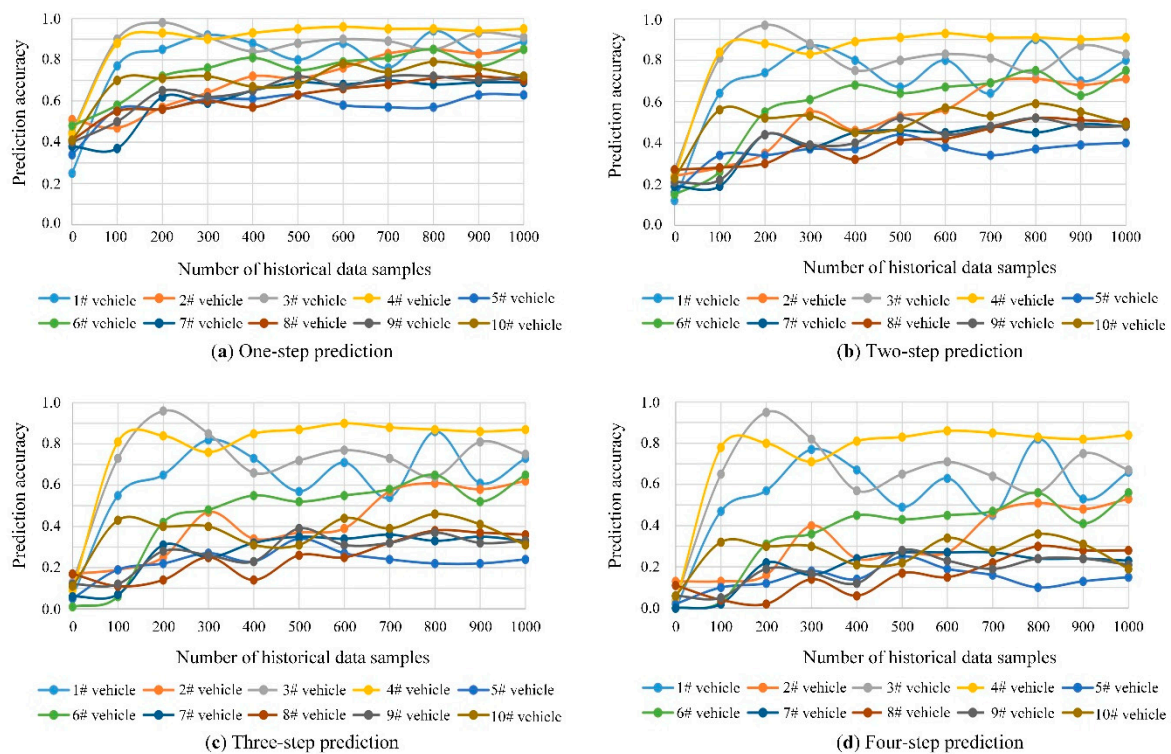 Prediction accuracy
1.0
0.8
0.6
0.4
0.2
0.0
0 100 200 300 400 500 600 700 800 900 1000
Number of historical data samples
1# vehicle 2# vehicle 3# vehicle 4# vehicle 5# vehicle
6# vehicle 7# vehicle 8# vehicle 9# vehicle 10# vehicle
(a) One-step prediction
Prediction accuracy
1.0
0.8
0.6
0.4
0.2
0.0
0 100 200 300 400 500 600 700 800 900 1000
Number of historical data samples
1# vehicle 2# vehicle 3# vehicle 4# vehicle 5# vehicle
6# vehicle 7# vehicle 8# vehicle 9# vehicle 10# vehicle
(b) Two-step prediction
Prediction accuracy
1.0
0.8
0.6
0.4
0.2
0.0
0 100 200 300 400 500 600 700 800 900 1000
Number of historical data samples
1# vehicle 2# vehicle 3# vehicle 4# vehicle 5# vehicle
6# vehicle 7# vehicle 8# vehicle 9# vehicle 10# vehicle
(c) Three-step prediction
Prediction accuracy
1.0
0.8
0.6
0.4
0.2
0.0
0 100 200 300 400 500 600 700 800 900 1000
Number of historical data samples
1# vehicle 2# vehicle 3# vehicle 4# vehicle 5# vehicle
6# vehicle 7# vehicle 8# vehicle 9# vehicle 10# vehicle
(d) Four-step prediction